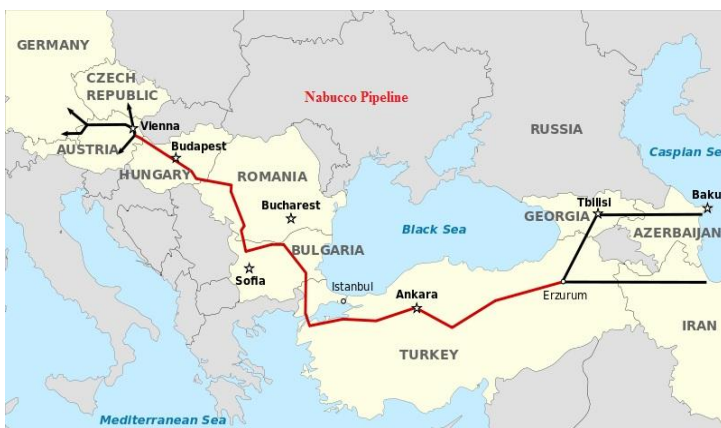 GERMANY
CZECH
REPUBLIC
Nabucco Pipeline
Vienna
RUSSIA
AUSTRIA
Budapest
HUNGARY
Caspian Se
ROMANIA
Tbilisi
Baku
Bucharest
GEORGIA
Black Sea
AZERBAIJAN
BULGARIA
Sofia
Istanbul
Ankara
Erzurum
IRAN
TURKEY
Mediterranean Sea